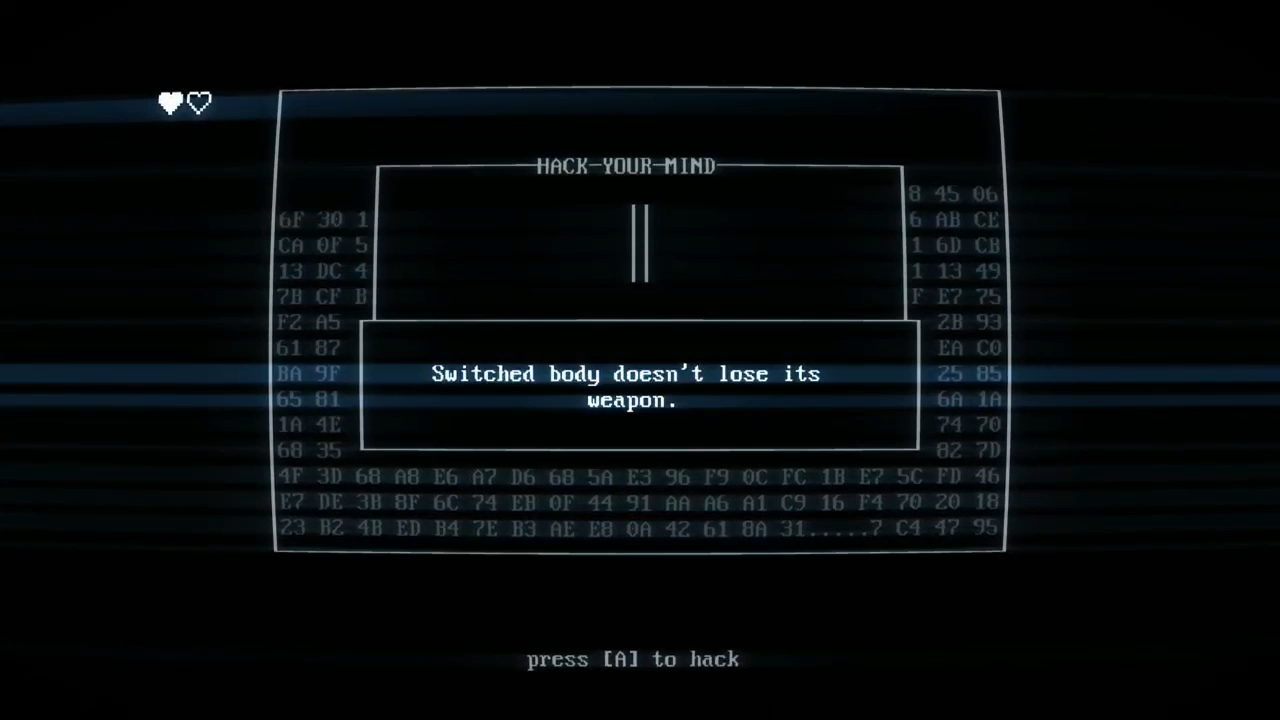 HACK-YOUR-MIND
8 45 06
6F 30 1 6 AB CE
CA 0F 5 1 6D CB
13 DC 4 1 13 49
7B CF B F E7 75
F2 A5 2B 93
61 87 EA C0
BA 9F 25 85
65 81 6A 1A
1A 4E 74 70
68 35 82 7D
Switched body doesn't lose its
weapon.
4F 3D 68 A8 E6 A7 D6 68 5A E3 96 F9 0C FC 1B E7 5C FD 46
E7 DE 3B 8F 6C 74 EB 0F 44 91 AA A6 A1 C9 16 F4 70 20 18
23 B2 4B ED B4 7E B3 AE E8 0A 42 61 8A 31.....7 C4 47 95
press [A] to hack